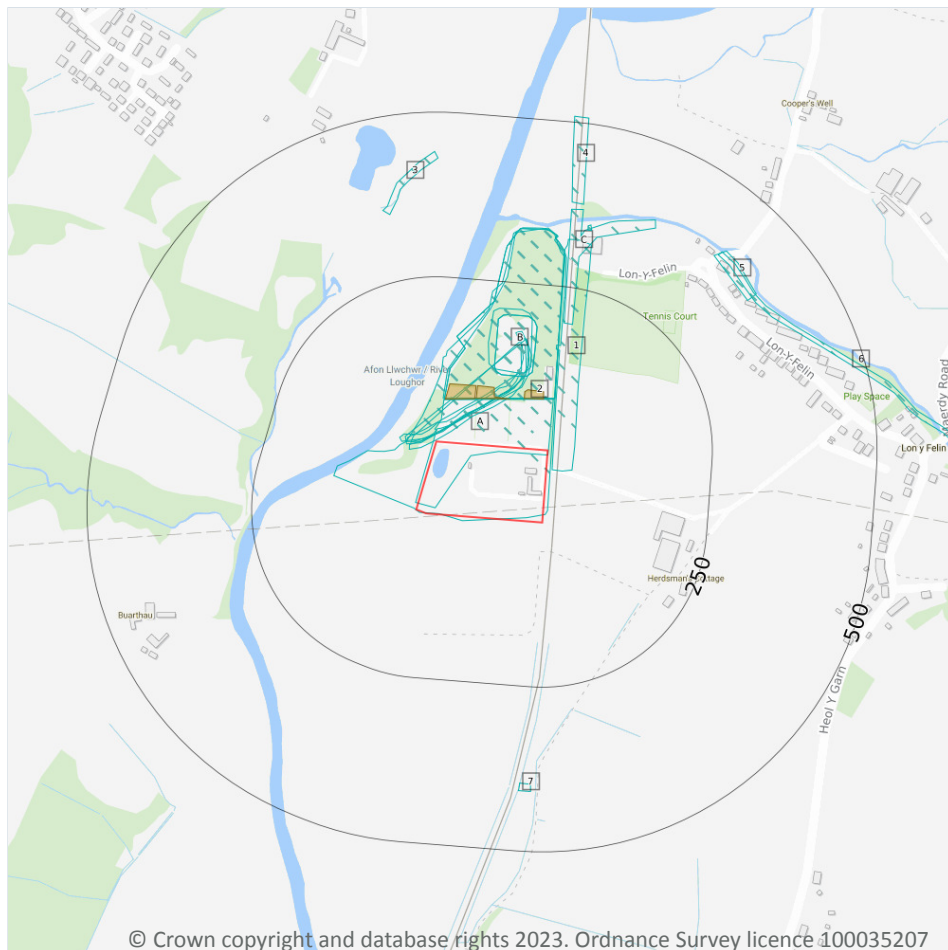 Cooper's Well
4
3
C
Lon-Y-Felin
5
Tennis Court
B
1
Afon Llwchwr / River
Loughor
Lon-Y-Felin
6
2
Play Space
Maerdy Road
A
Lon y Felin
250
Herdsman's Cottage
500
Buarthau
Heol Y Garn
7
© Crown copyright and database rights 2023. Ordnance Survey licence 100035207